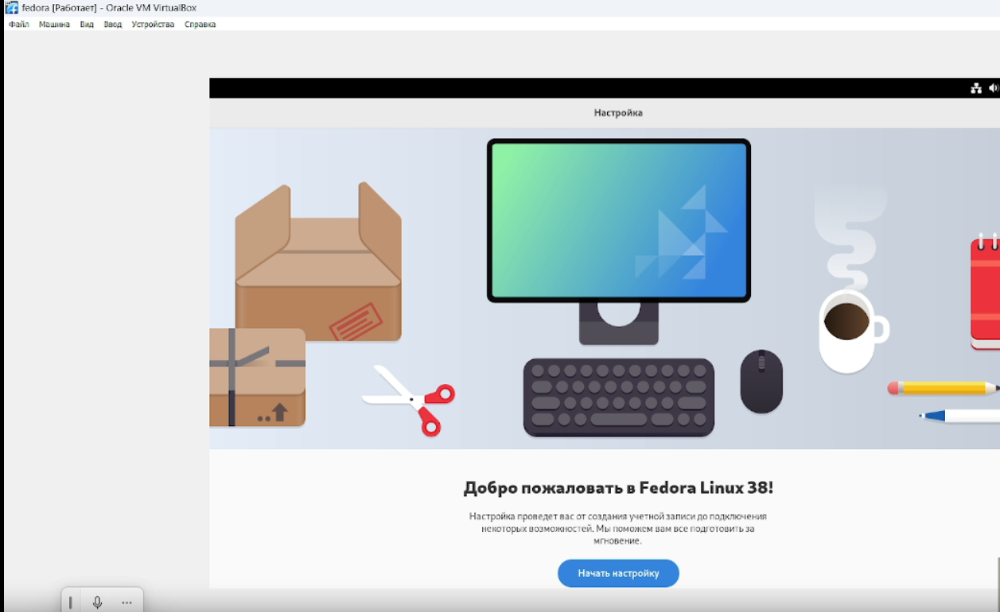 fedora [Работает] - Oracle VM VirtualBox
Файл Машина Вид Ввод Устройства Справка
Настройка
Добро пожаловать в Fedora Linux 38!
Настройка проведет вас от создания учетной записи до подключения
некоторых возможностей. Мы поможем вам все подготовить за
мгновение.
Начать настройку